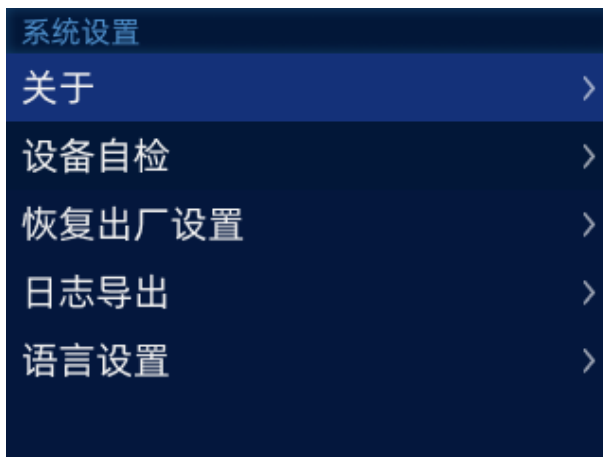 系统设置
关于
设备自检
恢复出厂设置
日志导出
语言设置